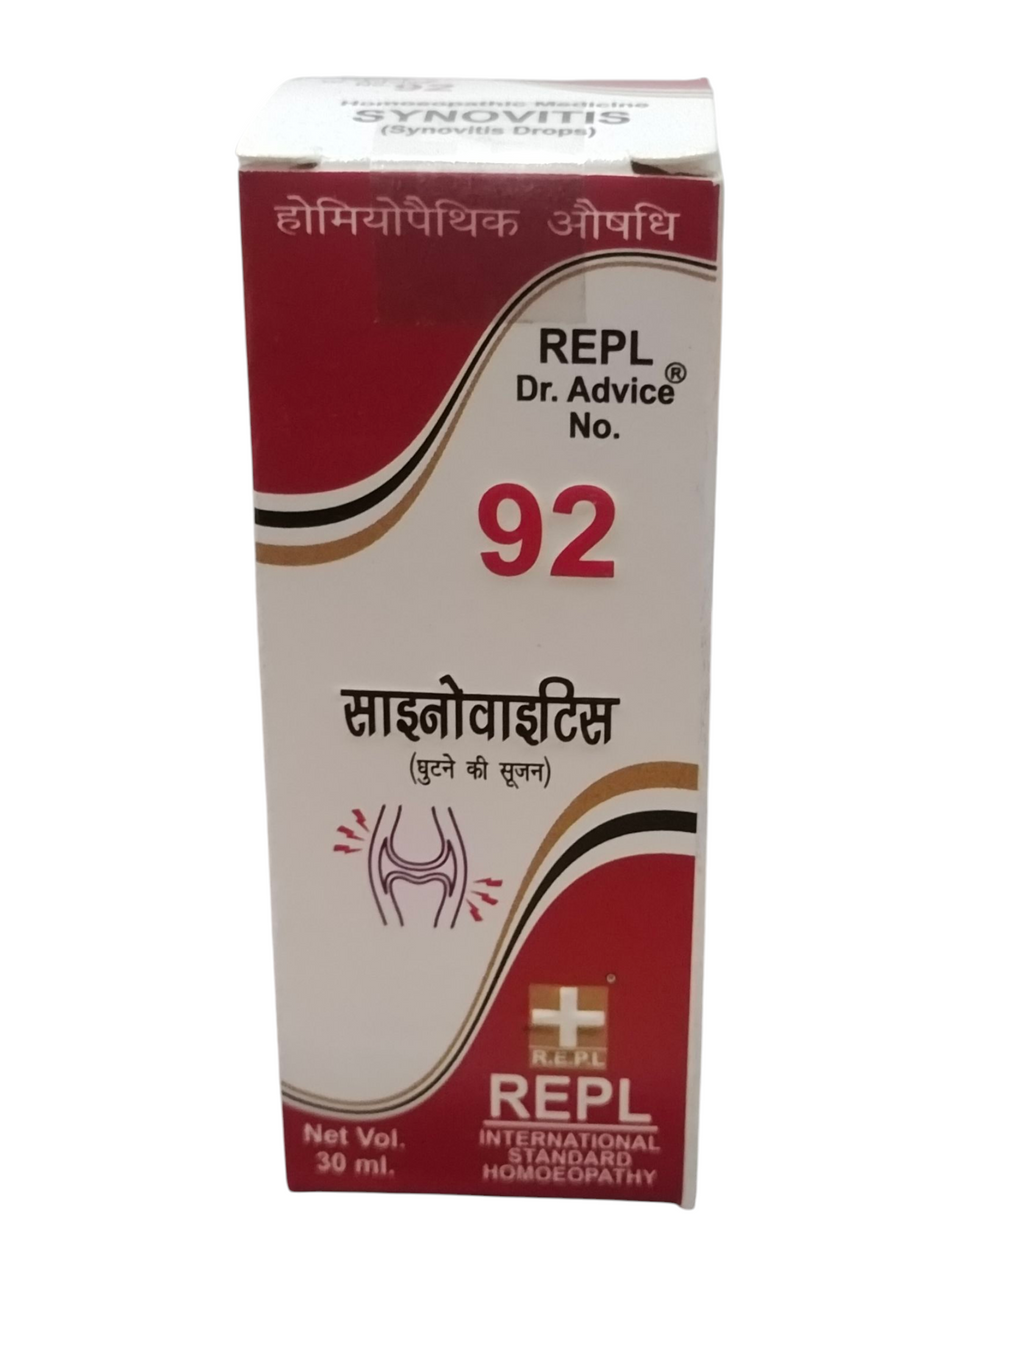 92
Homoeopathic Medicine
SYNOVITIS
(Synovitis Drops)
होमियोपैथिक औषधि
REPL
Dr. Advice®
No.
92
साइनोवाइटिस
(घुटने की सूजन)
R.E.P.L
REPL
INTERNATIONAL
STANDARD
HOMOEOPATHY
Net Vol.
30 ml.